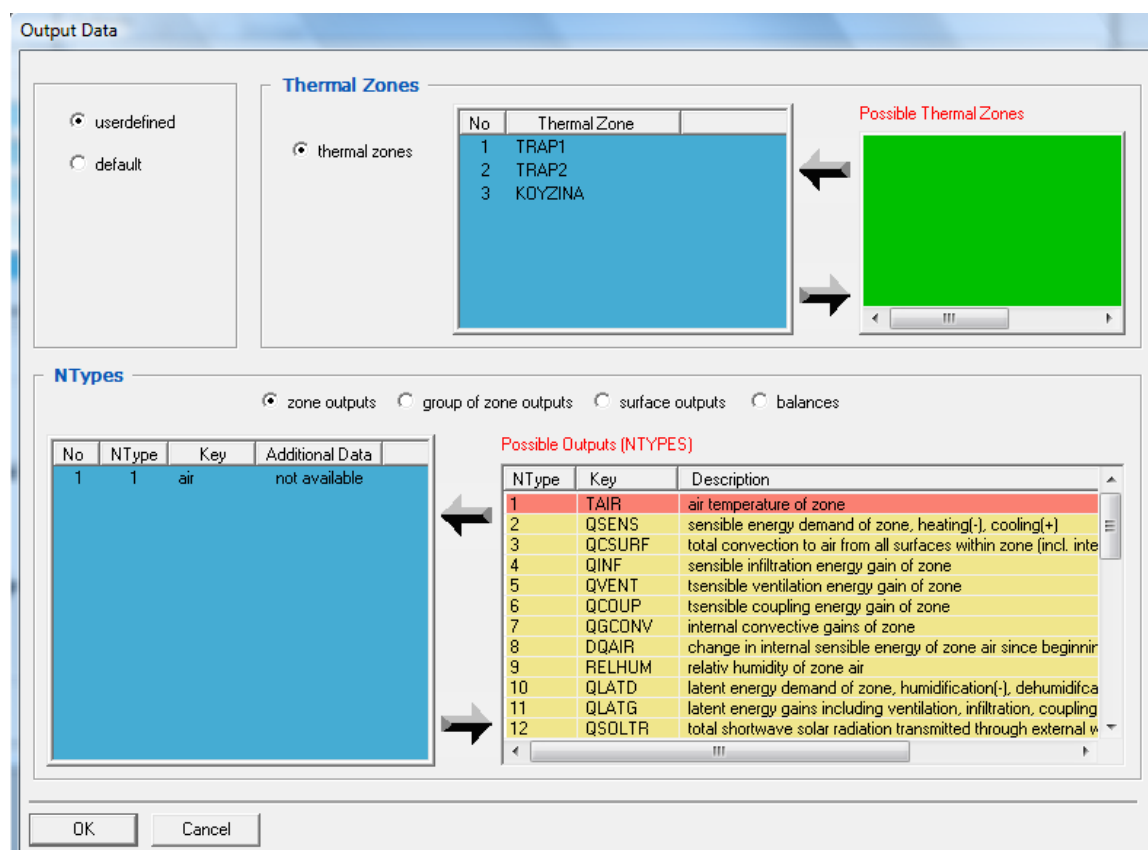 Output Data
userdefined
default
Thermal Zones
thermal zones
No Thermal Zone
1 TRAP1
2 TRAP2
3 KOYZINA
Possible Thermal Zones
NTypes
zone outputs group of zone outputs surface outputs balances
No NType Key Additional Data
1 1 air not available
Possible Outputs (NTYPES)
NType Key Description
1 TAIR air temperature of zone
2 QSENS sensible energy demand of zone, heating(-), cooling(+)
3 QCSURF total convection to air from all surfaces within zone (incl. inte
4 QINF sensible infiltration energy gain of zone
5 QVENT tsensible ventilation energy gain of zone
6 QCOUP tsensible coupling energy gain of zone
7 QGCONV internal convective gains of zone
8 DQAIR change in internal sensible energy of zone air since beginnin
9 RELHUM relativ humidity of zone air
10 QLATD latent energy demand of zone, humidification(-), dehumidifca
11 QLATG latent energy gains including ventilation, infiltration, coupling
12 QSOLTR total shortwave solar radiation transmitted through external w
OK Cancel